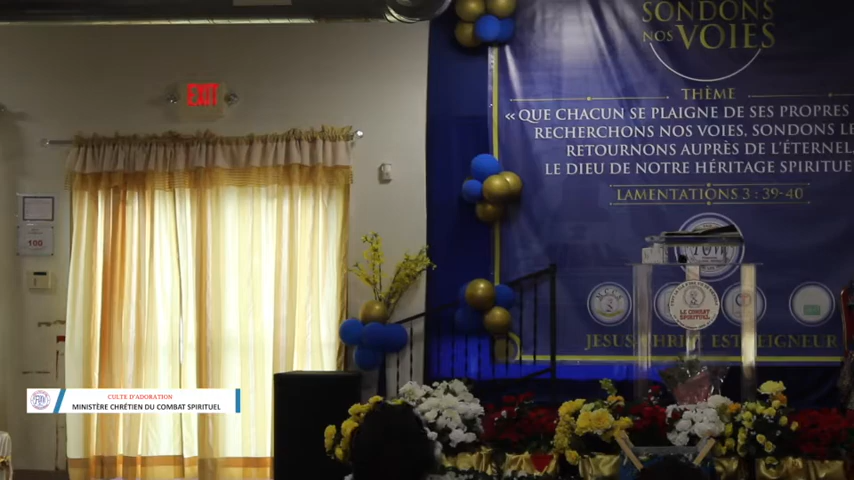 SONDONS
NOS VOIES
THÈME
« QUE CHACUN SE PLAIGNE DE SES PROPRES
RECHERCHONS NOS VOIES, SONDONS LE
RETOURNONS AUPRÈS DE L'ÉTERNEL,
LE DIEU DE NOTRE HÉRITAGE SPIRITUE
LAMENTATIONS 3 : 39-40
EXIT
100
LE COMBAT
SPIRITUEL
JESUS CHRIST EST SEIGNEUR
CULTE D'ADORATION
MINISTÈRE CHRÉTIEN DU COMBAT SPIRITUEL